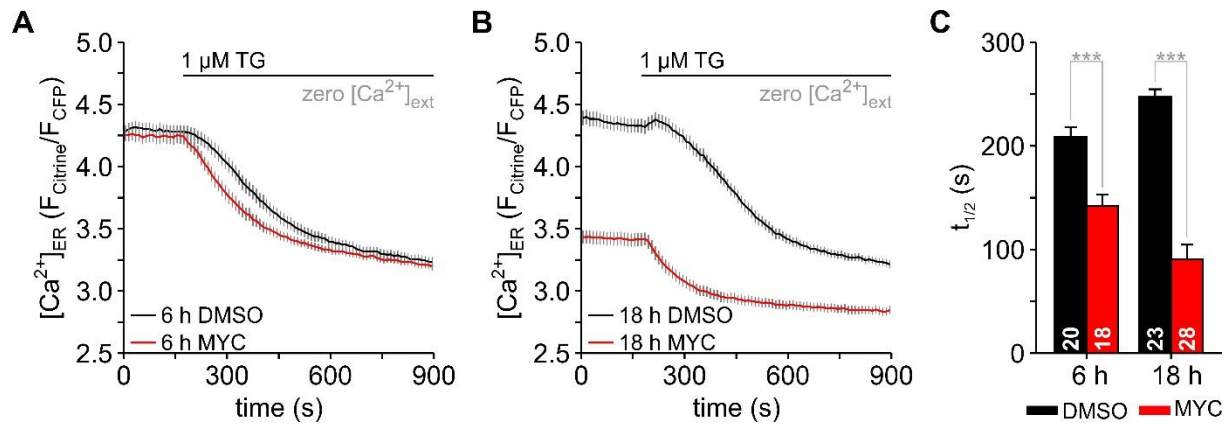 A
[Ca²⁺]ER (FCitrine/FCFP)
5.0
4.5
4.0
3.5
3.0
2.5
1 µM TG
zero [Ca²⁺]ext
6 h DMSO
6 h MYC
0 300 600 900
time (s)
B
[Ca²⁺]ER (FCitrine/FCFP)
5.0
4.5
4.0
3.5
3.0
2.5
1 µM TG
zero [Ca²⁺]ext
18 h DMSO
18 h MYC
0 300 600 900
time (s)
C
t1/2 (s)
300
200
100
0
*** ***
20 18 23 28
6 h 18 h
DMSO MYC